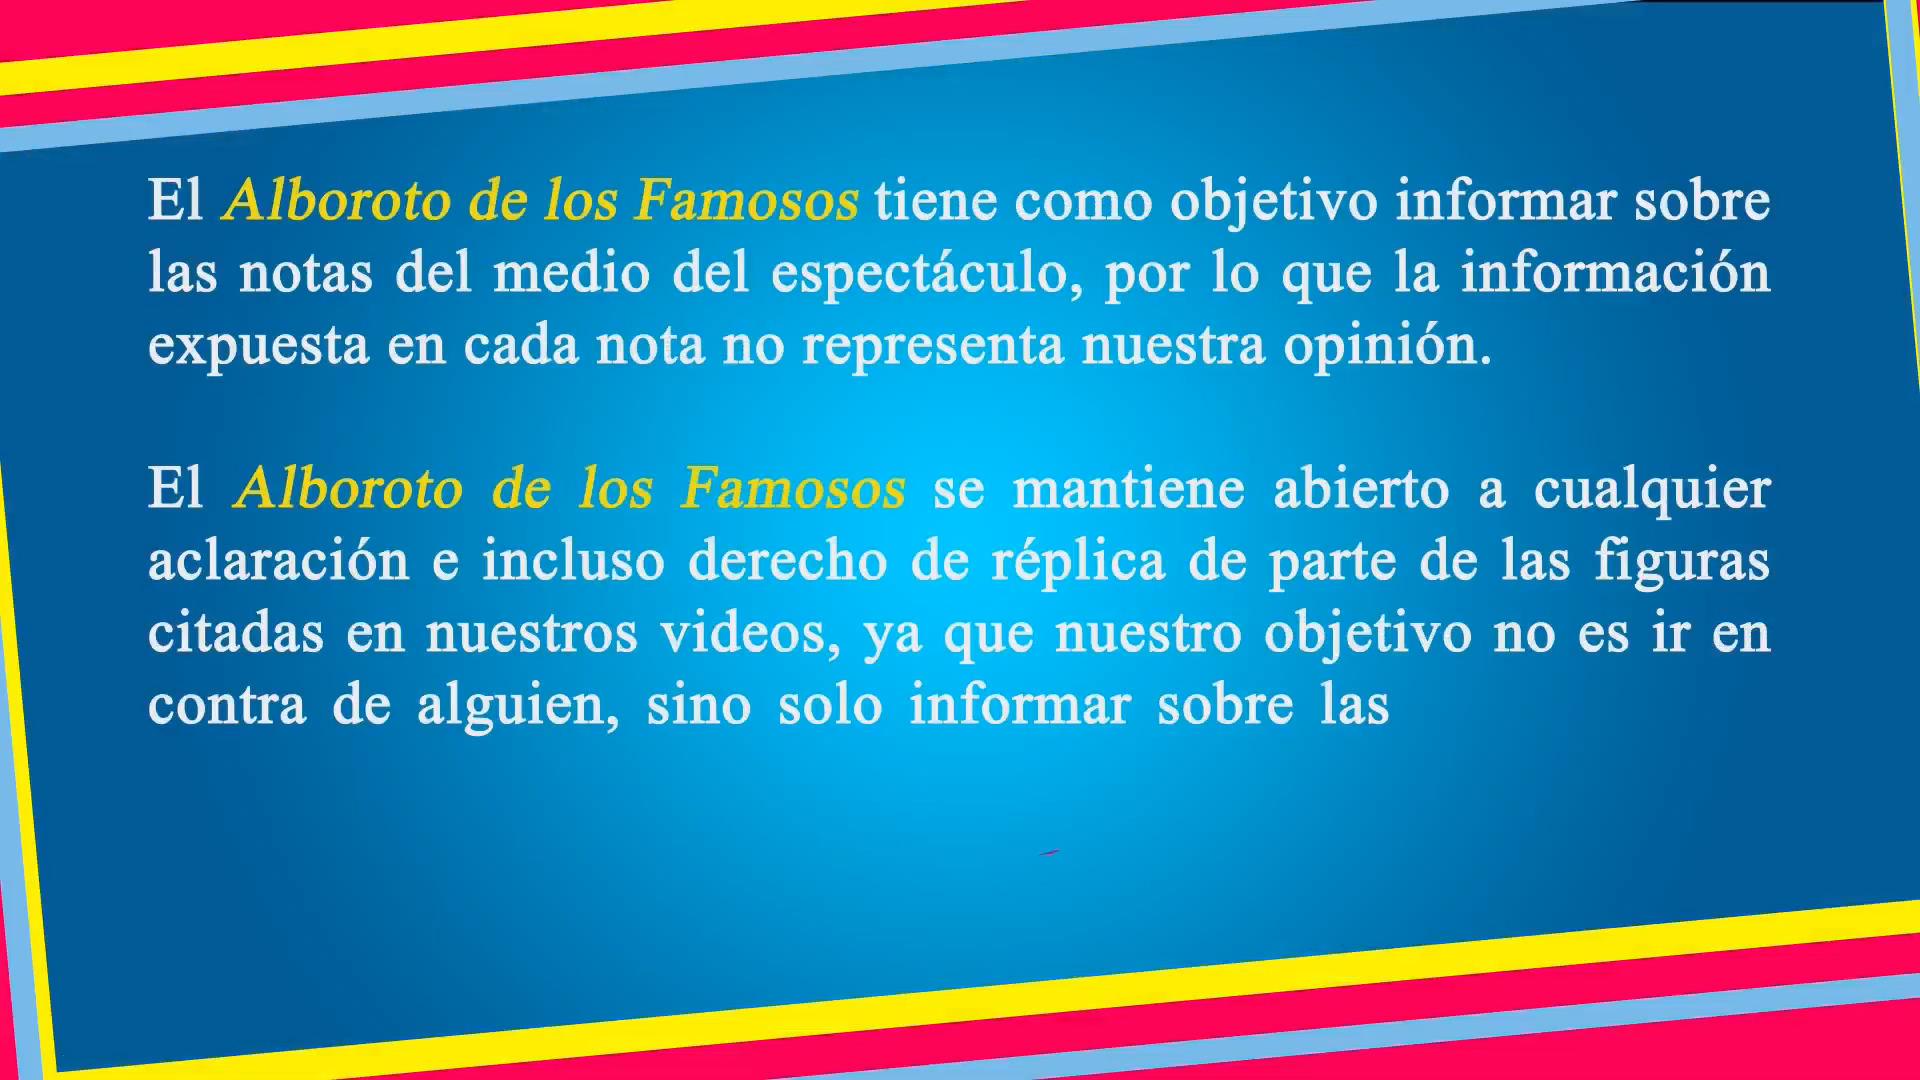 El Alboroto de los Famosos tiene como objetivo informar sobre
las notas del medio del espectáculo, por lo que la información
expuesta en cada nota no representa nuestra opinión.
El Alboroto de los Famosos se mantiene abierto a cualquier
aclaración e incluso derecho de réplica de parte de las figuras
citadas en nuestros videos, ya que nuestro objetivo no es ir en
contra de alguien, sino solo informar sobre las